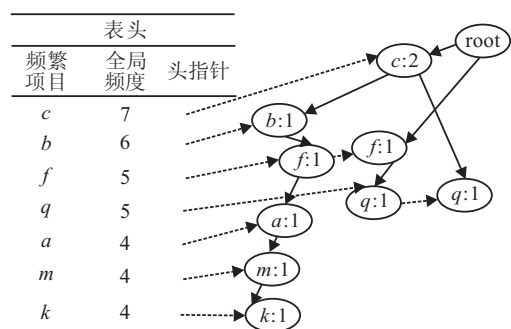 表头
频繁项目 全局频度 头指针
c 7
b 6
f 5
q 5
a 4
m 4
k 4
root
c:2
b:1
f:1 f:1
q:1 q:1
a:1
m:1
k:1